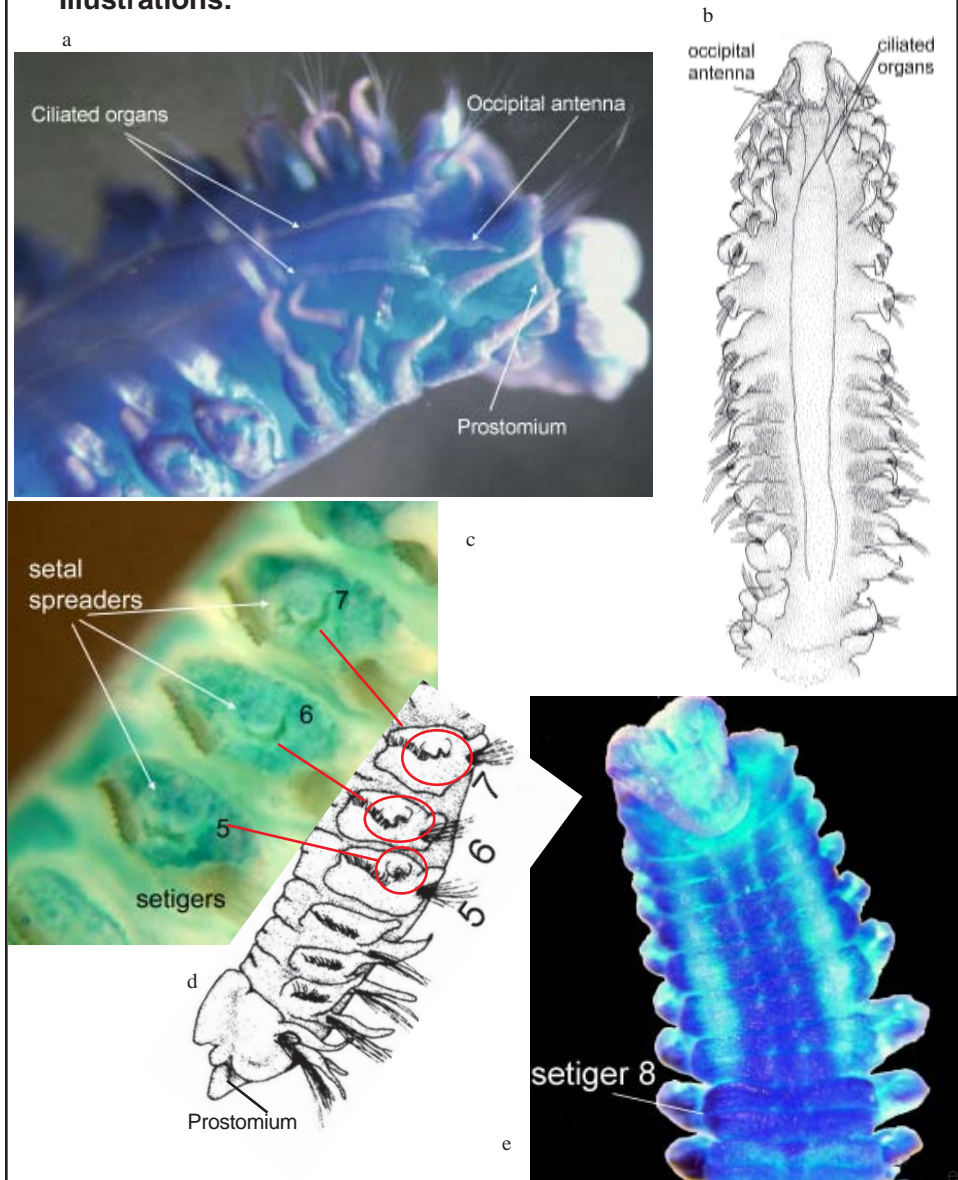 Illustrations:
a
b
Ciliated organs
Occipital antenna
Prostomium
occipital
antenna
ciliated
organs
c
setal
spreaders
7
6
5
setigers
7
6
5
d
Prostomium
setiger 8
e
e